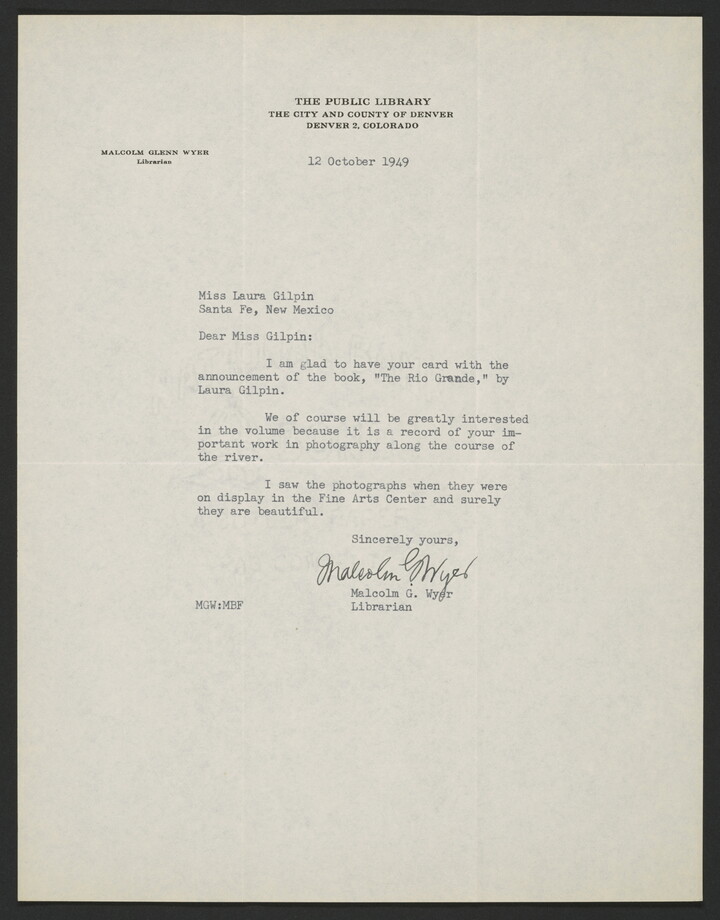 THE PUBLIC LIBRARY
THE CITY AND COUNTY OF DENVER
DENVER 2, COLORADO
MALCOLM GLENN WYER
Librarian
12 October 1949
Miss Laura Gilpin
Santa Fe, New Mexico
Dear Miss Gilpin:
I am glad to have your card with the
announcement of the book, "The Rio Grande," by
Laura Gilpin.
We of course will be greatly interested
in the volume because it is a record of your im-
portant work in photography along the course of
the river.
I saw the photographs when they were
on display in the Fine Arts Center and surely
they are beautiful.
Sincerely yours,
Malcolm G. Wyer
Malcolm G. Wyer
MGW:MBF
Librarian